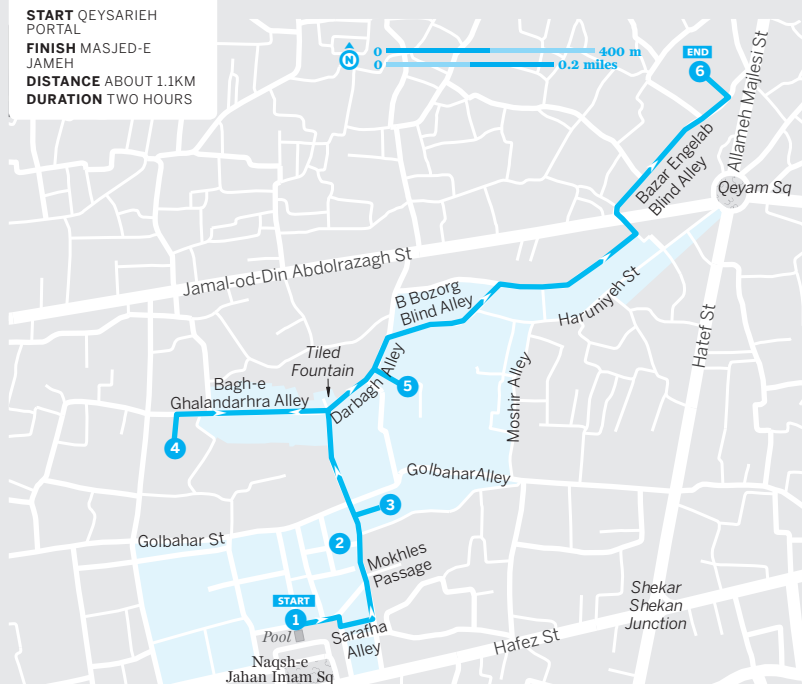 START QEYSARIEH
PORTAL
FINISH MASJED-E
JAMEH
DISTANCE ABOUT 1.1KM
DURATION TWO HOURS
N
0 400 m
0 0.2 miles
END
6
Allameh Majlesi St
Bazar Engelab
Blind Alley
Qeyam Sq
Jamal-od-Din Abdolrazagh St
B Bozorg
Blind Alley
Haruniyeh St
Hatef St
Tiled
Fountain
Darbagh Alley
5
Bagh-e
Ghalandarhra Alley
4
Moshir Alley
GolbaharAlley
3
Golbahar St
2
Mokhles
Passage
START
1
Pool
Sarafha
Alley
Shekar
Shekan
Junction
Hafez St
Naqsh-e
Jahan Imam Sq